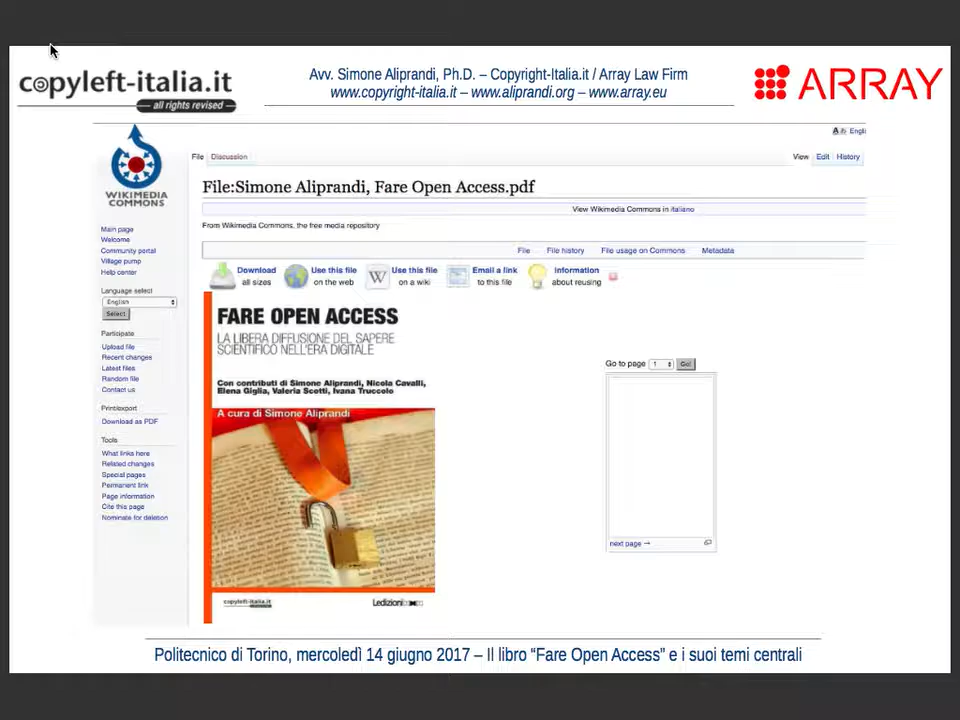 copyleft-italia.it
all rights revised
Avv. Simone Aliprandi, Ph.D. – Copyright-Italia.it / Array Law Firm
www.copyright-italia.it – www.aliprandi.org – www.array.eu
ARRAY
WIKIMEDIA
COMMONS
Main page
Welcome
Community portal
Village pump
Help center
Language select
English
Select
Participate
Upload file
Recent changes
Latest files
Random file
Contact us
Print/export
Download as PDF
Tools
What links here
Related changes
Special pages
Permanent link
Page information
Cite this page
Nominate for deletion
Engli
File Discussion
View Edit History
File:Simone Aliprandi, Fare Open Access.pdf
View Wikimedia Commons in italiano
From Wikimedia Commons, the free media repository
File File history File usage on Commons Metadata
Download
all sizes
Use this file
on the web
Use this file
on a wiki
Email a link
to this file
Information
about reusing
FARE OPEN ACCESS
LA LIBERA DIFFUSIONE DEL SAPERE
SCIENTIFICO NELL'ERA DIGITALE
Con contributi di Simone Aliprandi, Nicola Cavalli,
Elena Giglia, Valeria Scotti, Ivana Truccolo
A cura di Simone Aliprandi
copyleft-italia.it
Ledizioni
Go to page 1 Go!
next page →
Politecnico di Torino, mercoledì 14 giugno 2017 – Il libro “Fare Open Access” e i suoi temi centrali